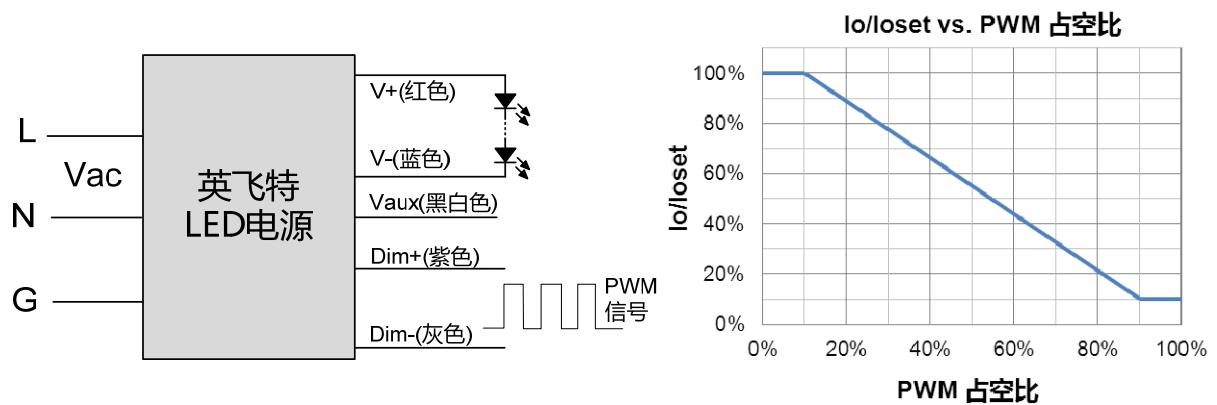 L
Vac
N
G
英飞特
LED电源
V+(红色)
V-(蓝色)
Vaux(黑白色)
Dim+(紫色)
PWM
信号
Dim-(灰色)
Io/Ioset vs. PWM 占空比
Io/Ioset
100%
80%
60%
40%
20%
0%
0% 20% 40% 60% 80% 100%
PWM 占空比